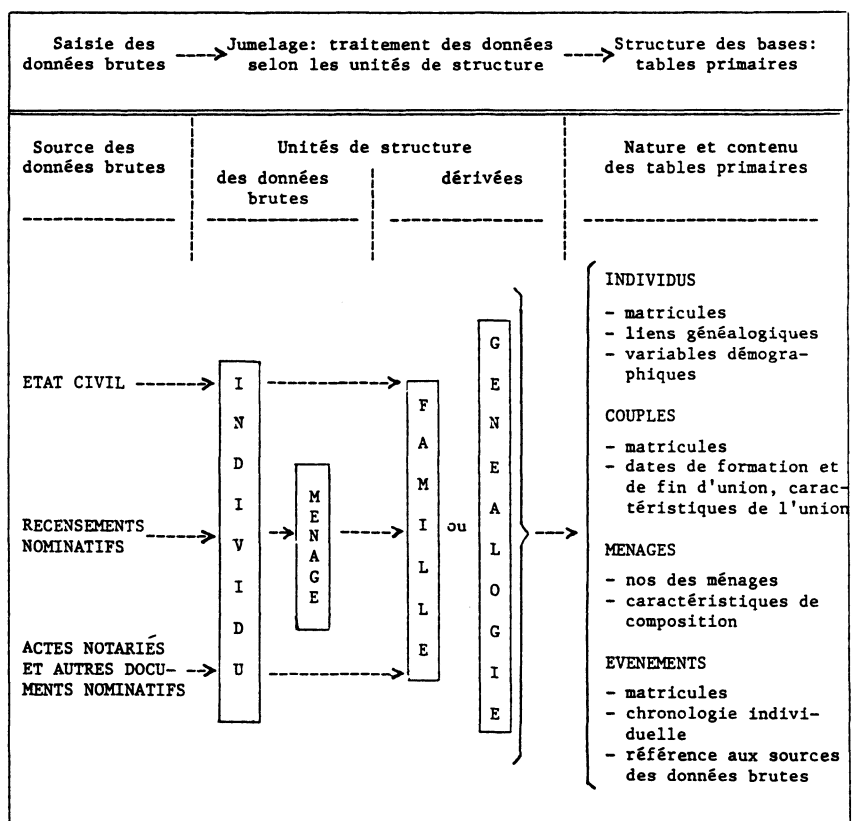 Saisie des
données brutes
Jumelage: traitement des données
selon les unités de structure
Structure des bases:
tables primaires
Source des
données brutes
Unités de structure
des données
brutes
dérivées
Nature et contenu
des tables primaires
ETAT CIVIL
RECENSEMENTS
NOMINATIFS
ACTES NOTARIÉS
ET AUTRES DOCU-
MENTS NOMINATIFS
INDIVIDU
MENAGE
FAMILLE
ou
GENEALOGIE
INDIVIDUS
- matricules
- liens généalogiques
- variables démogra-
phiques
COUPLES
- matricules
- dates de formation et
de fin d'union, carac-
téristiques de l'union
MENAGES
- nos des ménages
- caractéristiques de
composition
EVENEMENTS
- matricules
- chronologie indivi-
duelle
- référence aux sources
des données brutes